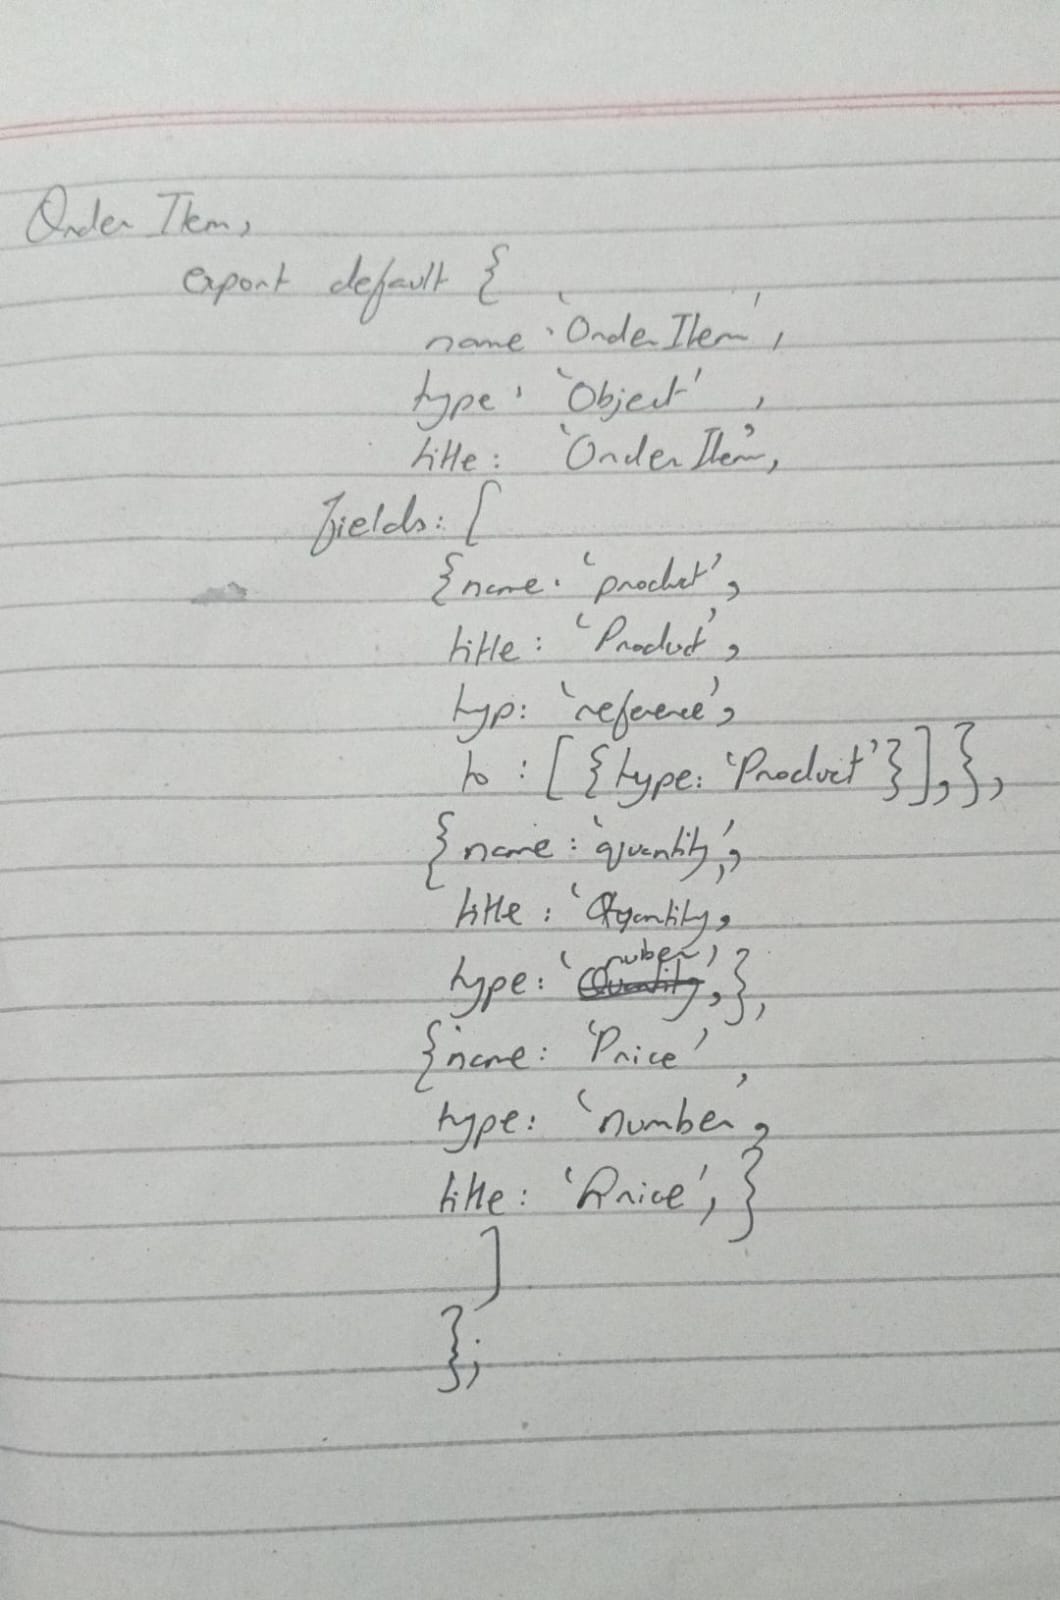 Order Item,
export default {
name : 'Order Item',
type : 'Object' ,
title : 'Order Item',
fields: [
{ name : 'product',
title : 'Product',
typ: 'reference',
to : [ { type: 'Product' } ], },
{ name : 'quantity',
title : 'Quantity,
type : 'number', },
{ name : 'Price' ,
type : 'number,
title : 'Price', }
]
};